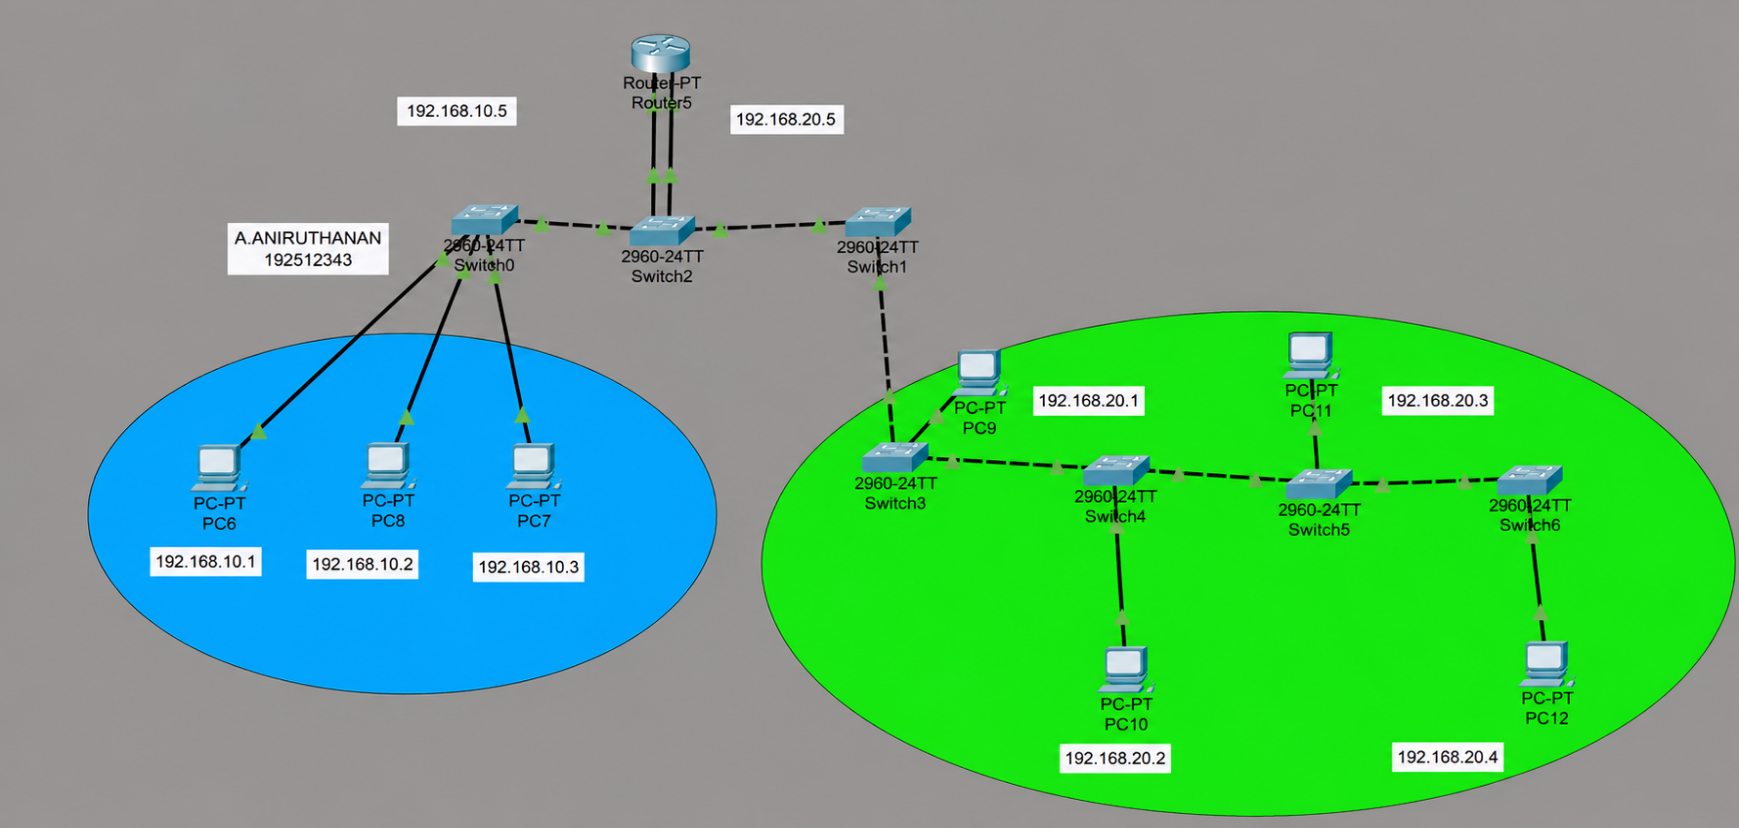 Router-PT
Router5
192.168.10.5
192.168.20.5
A.ANIRUTHANAN
192512343
2960-24TT
Switch0
2960-24TT
Switch2
2960-24TT
Switch1
PC-PT
PC6
PC-PT
PC8
PC-PT
PC7
192.168.10.1
192.168.10.2
192.168.10.3
PC-PT
PC9
192.168.20.1
PC-PT
PC11
192.168.20.3
2960-24TT
Switch3
2960-24TT
Switch4
2960-24TT
Switch5
2960-24TT
Switch6
PC-PT
PC10
192.168.20.2
PC-PT
PC12
192.168.20.4